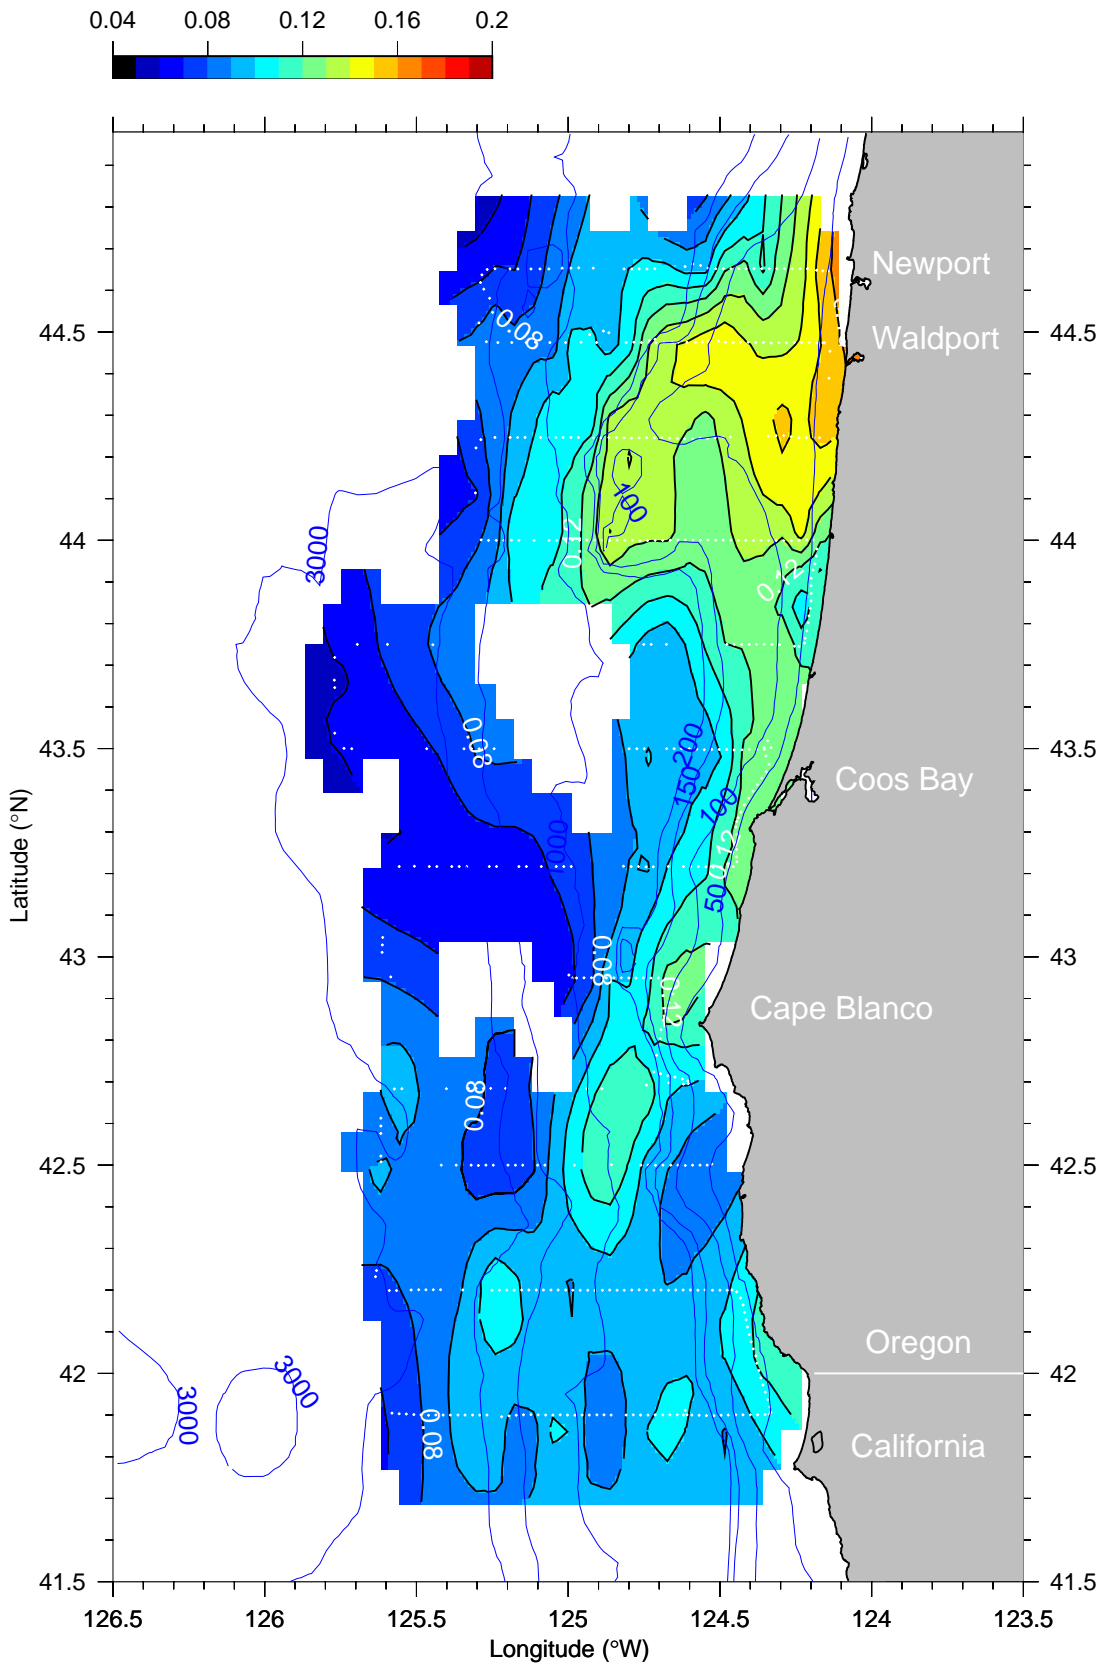 0.04 0.08 0.12 0.16 0.2
Newport
0.08
Waldport
44.5 44.5
100
0.12
3000
44 44
0.12
0.08
200
43.5 43.5
150
Coos Bay
100
1000
0.12
50
Latitude (°N)
0.08
43 43
0.12
Cape Blanco
0.08
42.5 42.5
Oregon
3000
42 42
3000
0.08
California
41.5 41.5
126.5 126 125.5 125 124.5 124 123.5
Longitude (°W)